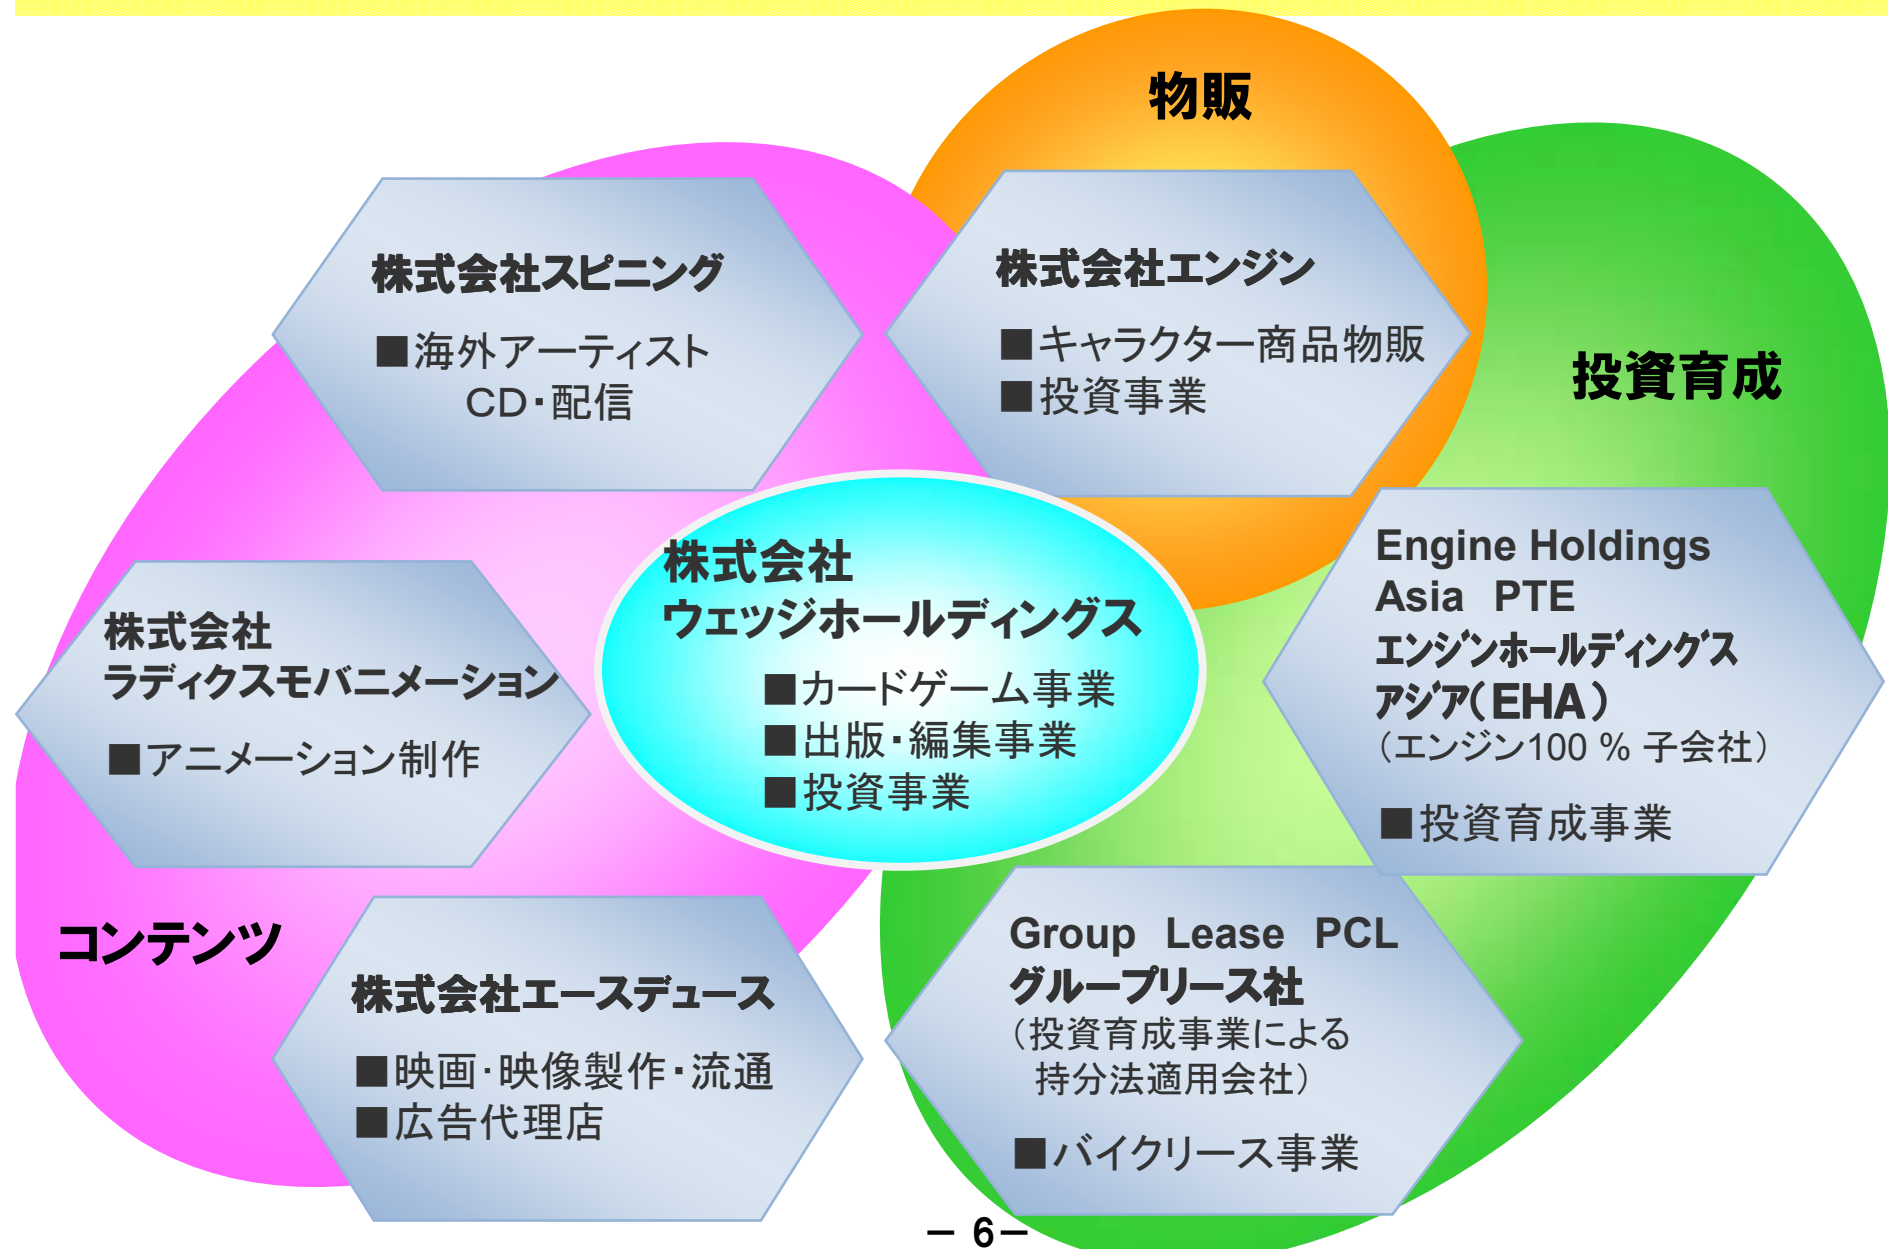 物販
投資育成
コンテンツ
株式会社スピニング
■海外アーティスト
CD・配信
株式会社エンジン
■キャラクター商品物販
■投資事業
株式会社
ウェッジホールディングス
■カードゲーム事業
■出版・編集事業
■投資事業
株式会社
ラディクスモバニメーション
■アニメーション制作
Engine Holdings
Asia PTE
エンジンホールディングス
アジア(EHA)
(エンジン100 % 子会社)
■投資育成事業
株式会社エースデュース
■映画・映像製作・流通
■広告代理店
Group Lease PCL
グループリース社
(投資育成事業による
持分法適用会社)
■バイクリース事業
－ 6－